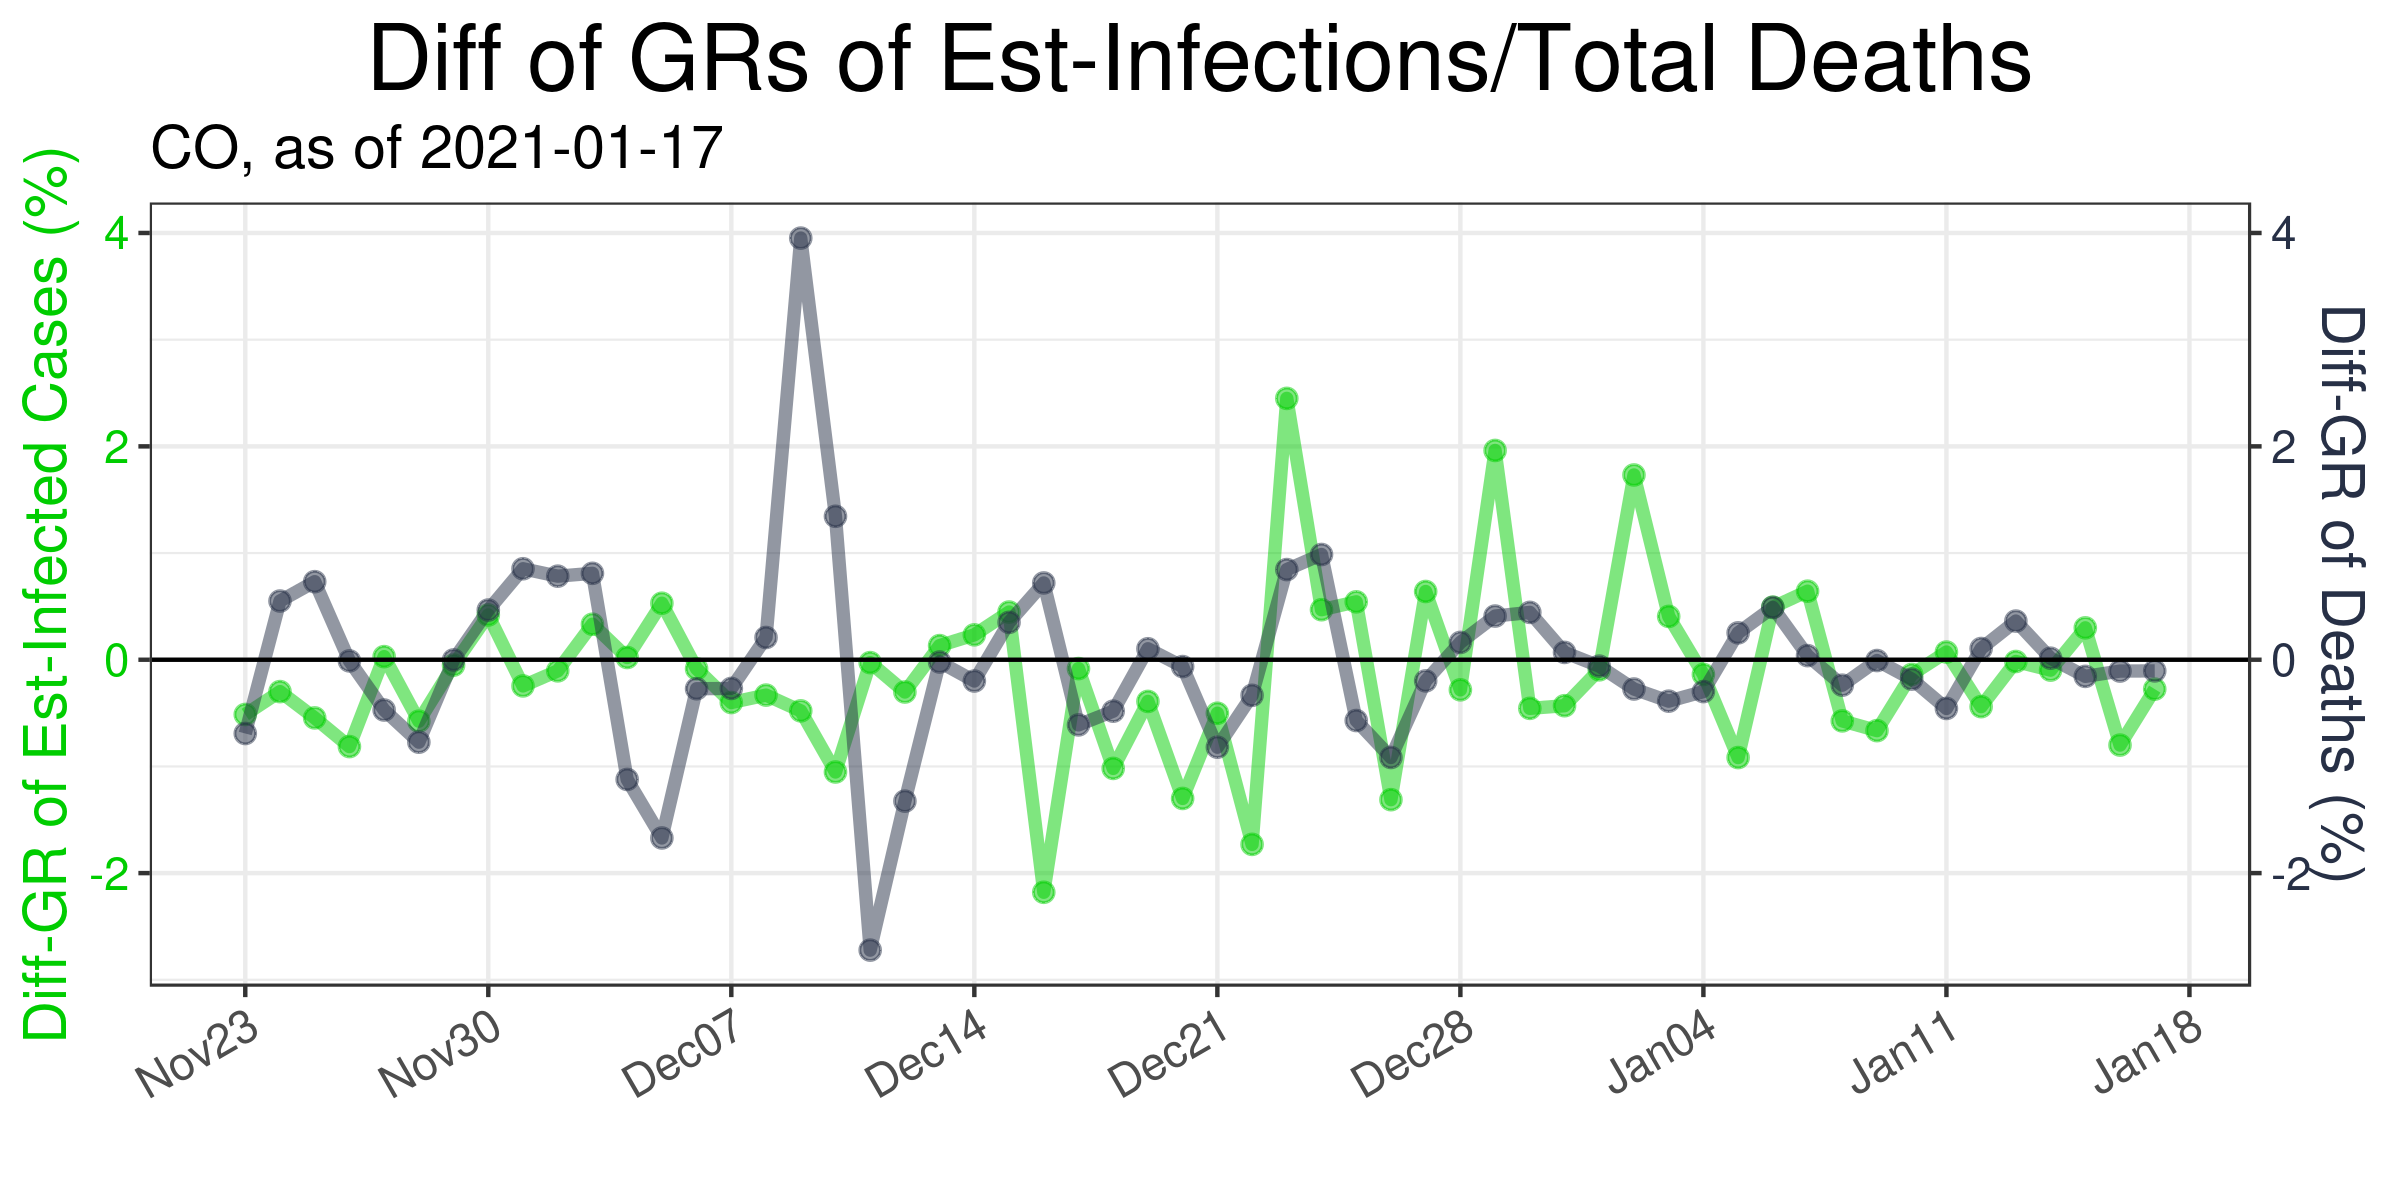 Diff of GRs of Est-Infections/Total Deaths
CO, as of 2021-01-17
Diff-GR of Est-Infected Cases (%)
4
2
0
-2
4
2
0
-2
Diff-GR of Deaths (%)
Nov23
Nov30
Dec07
Dec14
Dec21
Dec28
Jan04
Jan11
Jan18